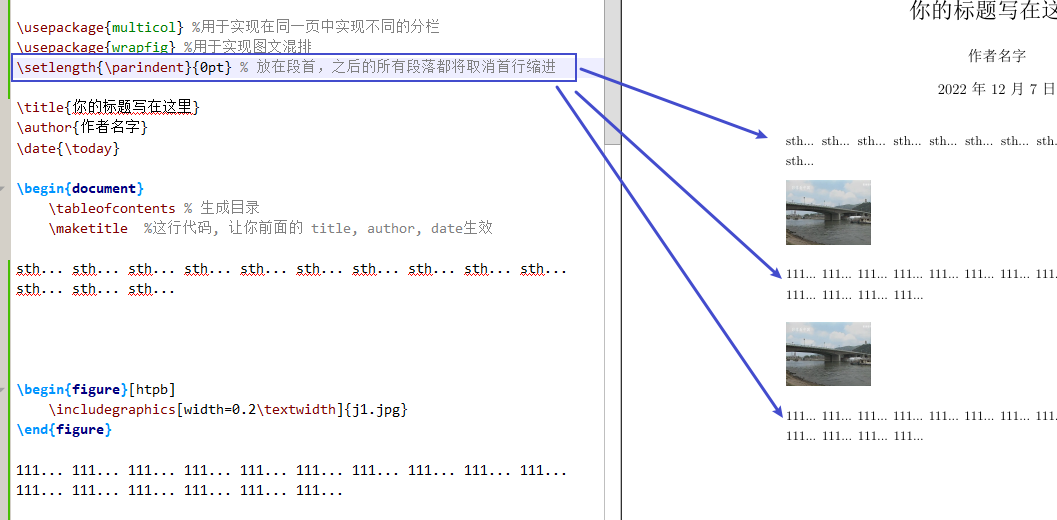 \usepackage{multicol} %用于实现在同一页中实现不同的分栏
\usepackage{wrapfig} %用于实现图文混排
\setlength{\parindent}{0pt} % 放在段首，之后的所有段落都将取消首行缩进
\title{你的标题写在这里}
\author{作者名字}
\date{\today}
\begin{document}
\tableofcontents % 生成目录
\maketitle %这行代码, 让你前面的 title, author, date生效
sth... sth... sth... sth... sth... sth... sth... sth... sth... sth...
sth... sth... sth...
\begin{figure}[htpb]
\includegraphics[width=0.2\textwidth]{j1.jpg}
\end{figure}
111... 111... 111... 111... 111... 111... 111... 111... 111... 111...
111... 111... 111... 111... 111... 111...
你的标题写在这
作者名字
2022 年 12 月 7 日
sth... sth... sth... sth... sth... sth... sth... sth.
sth...
111... 111... 111... 111... 111... 111... 111... 111.
111... 111... 111... 111...
111... 111... 111... 111... 111... 111... 111... 111.
111... 111... 111... 111...